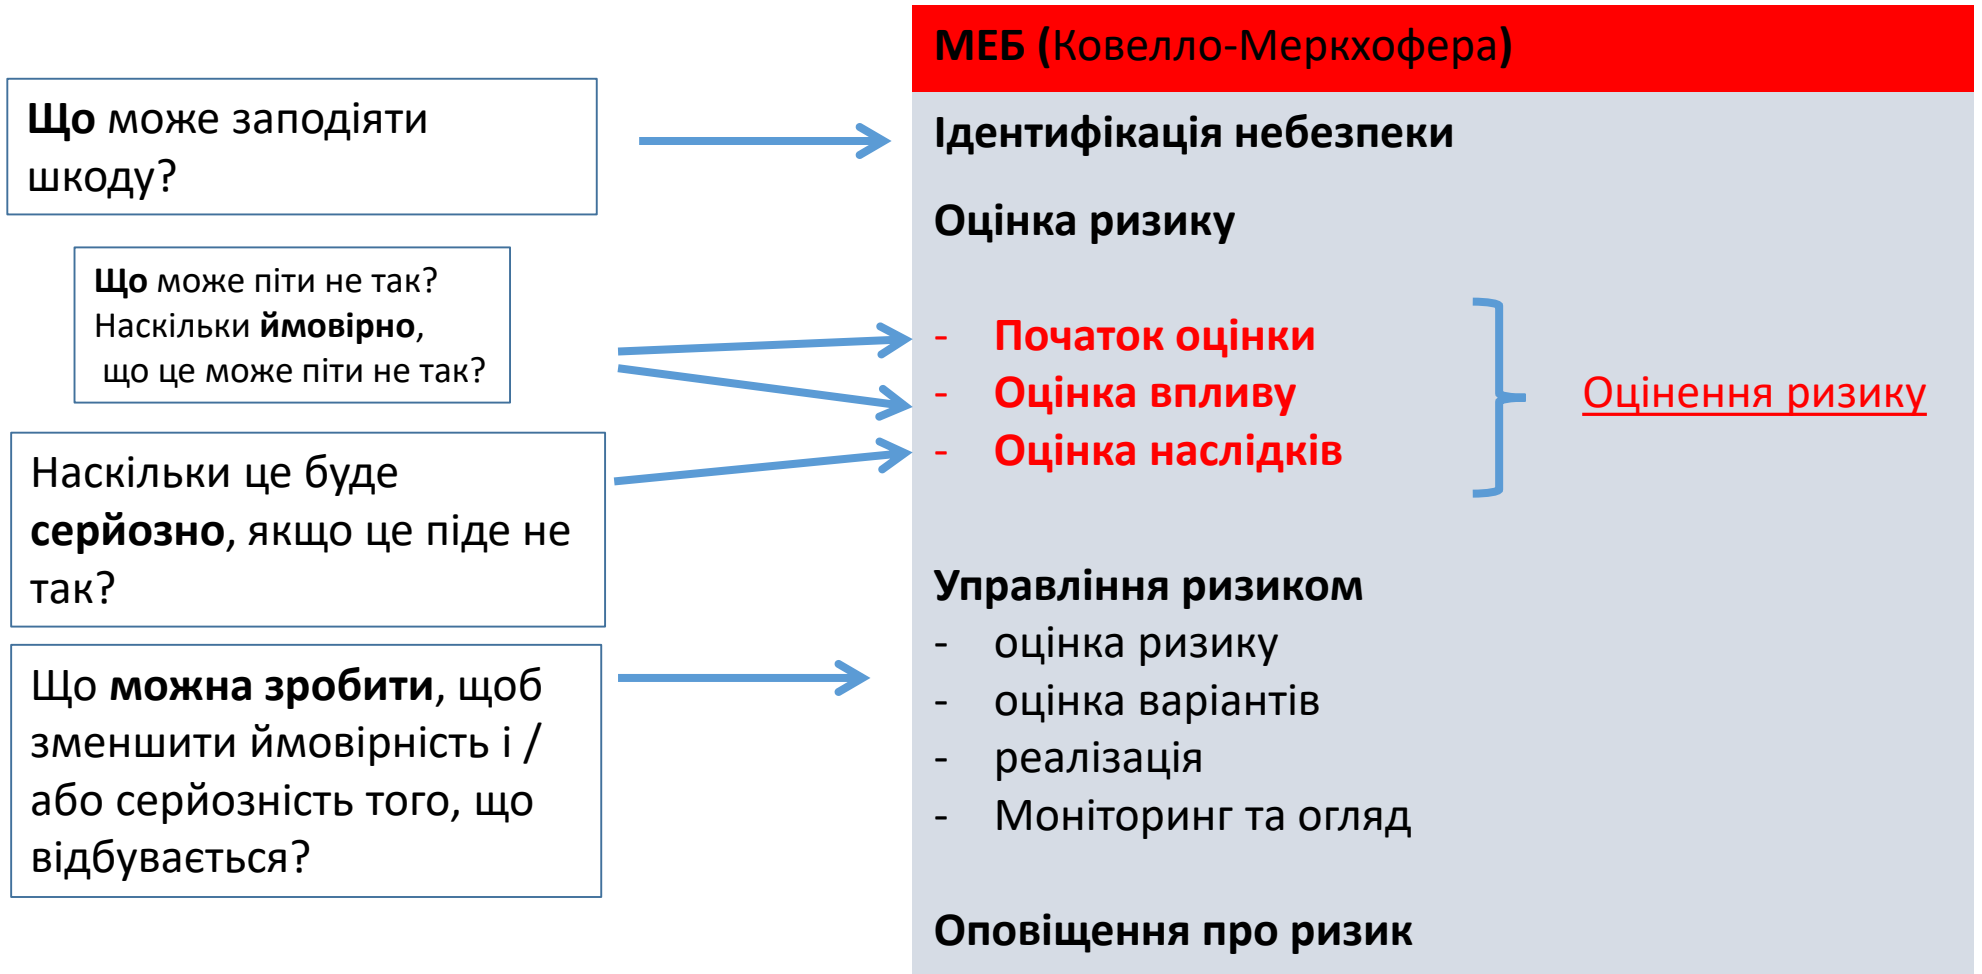 МЕБ (Ковелло-Меркхофера)
Що може заподіяти
шкоду?
Що може піти не так?
Наскільки ймовірно,
що це може піти не так?
Наскільки це буде
серйозно, якщо це піде не
так?
Що можна зробити, щоб
зменшити ймовірність і /
або серйозність того, що
відбувається?
Ідентифікація небезпеки
Оцінка ризику
- Початок оцінки
- Оцінка впливу
- Оцінка наслідків
Оцінення ризику
Управління ризиком
- оцінка ризику
- оцінка варіантів
- реалізація
- Моніторинг та огляд
Оповіщення про ризик